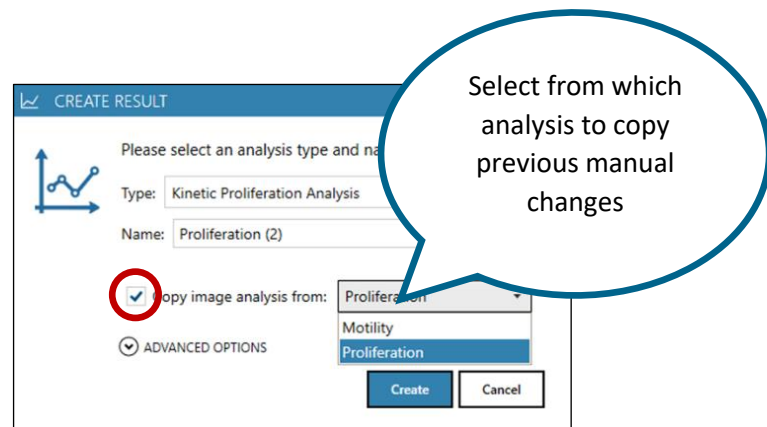 CREATE RESULT
Select from which
analysis to copy
previous manual
changes
Please select an analysis type and na
Type: Kinetic Proliferation Analysis
Name: Proliferation (2)
Copy image analysis from: Proliferation
Motility
Proliferation
ADVANCED OPTIONS
Create Cancel